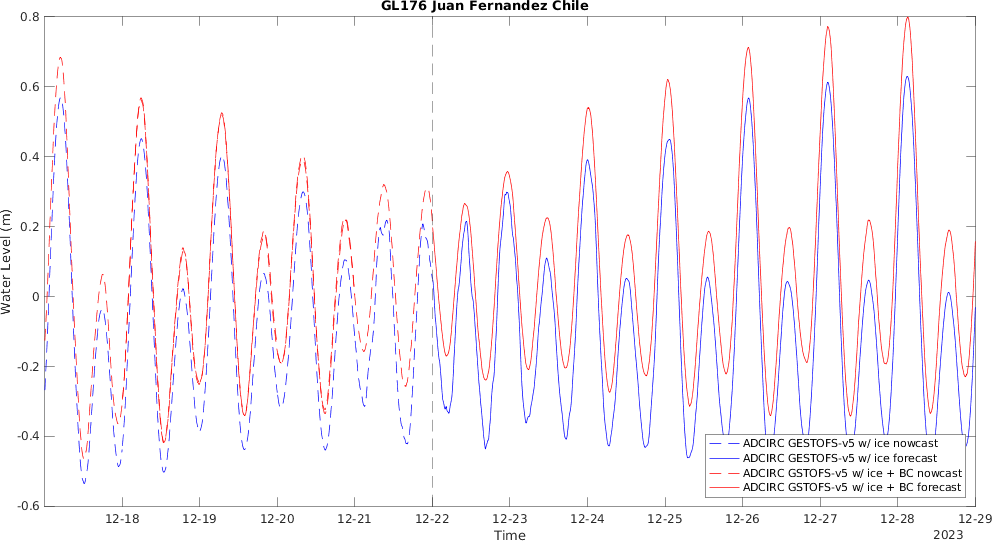 GL176 Juan Fernandez Chile
0.8
0.6
0.4
0.2
0
-0.2
-0.4
-0.6
Water Level (m)
12-18 12-19 12-20 12-21 12-22 12-23 12-24 12-25 12-26 12-27 12-28 12-29
Time
2023
ADCIRC GESTOFS-v5 w/ ice nowcast
ADCIRC GESTOFS-v5 w/ ice forecast
ADCIRC GSTOFS-v5 w/ ice + BC nowcast
ADCIRC GSTOFS-v5 w/ ice + BC forecast